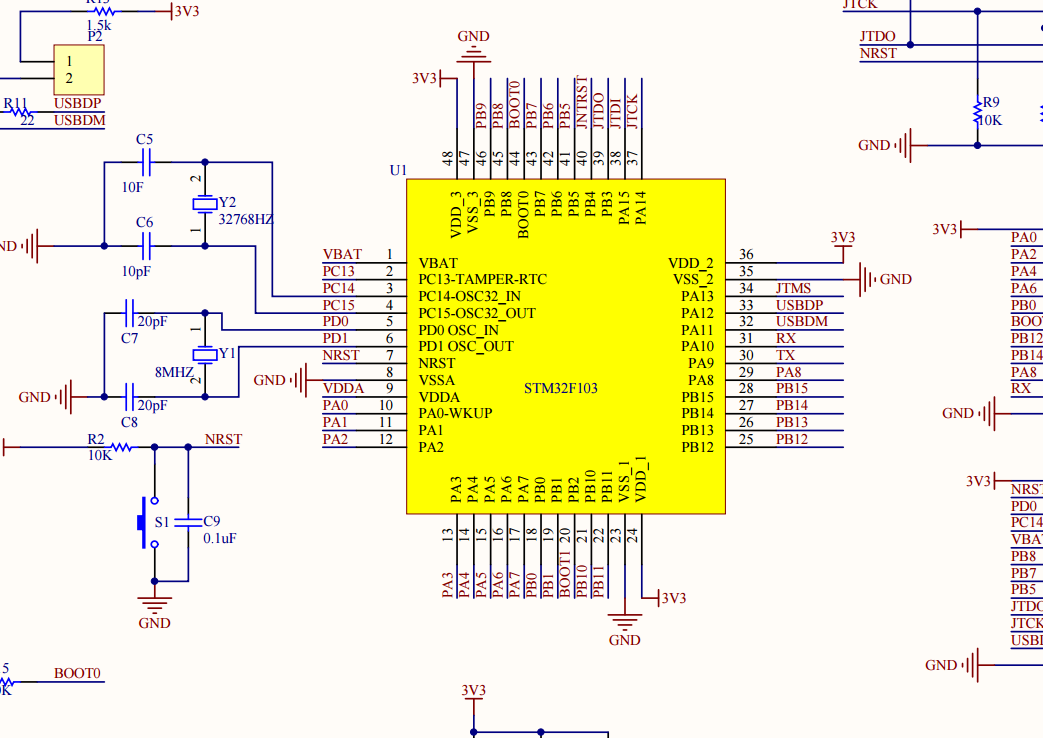 1.5k
3V3
P2
1
2
R11
22
USBDP
USBDM
JTCK
JTDO
NRST
R9
10K
GND
GND
3V3
PB9
PB8
BOOT0
PB7
PB6
PB5
JNTRST
JTDO
JTDI
JTCK
48
47
46
45
44
43
42
41
40
39
38
37
U1
VDD_3
VSS_3
PB9
PB8
BOOT0
PB7
PB6
PB5
PB4
PB3
PA15
PA14
C5
10F
2
Y2
32768HZ
1
C6
10pF
ND
20pF
C7
1
Y1
8MHZ
2
20pF
C8
GND
GND
VBAT 1 VBAT
PC13 2 PC13-TAMPER-RTC
PC14 3 PC14-OSC32_IN
PC15 4 PC15-OSC32_OUT
PD0 5 PD0 OSC_IN
PD1 6 PD1 OSC_OUT
NRST 7 NRST
8 VSSA
VDDA 9 VDDA
PA0 10 PA0-WKUP
PA1 11 PA1
PA2 12 PA2
STM32F103
VDD_2 36
VSS_2 35
PA13 34 JTMS
PA12 33 USBDP
PA11 32 USBDM
PA10 31 RX
PA9 30 TX
PA8 29 PA8
PB15 28 PB15
PB14 27 PB14
PB13 26 PB13
PB12 25 PB12
3V3
GND
PA3
PA4
PA5
PA6
PA7
PB0
PB1
PB2
PB10
PB11
VSS_1
VDD_1
13
14
15
16
17
18
19
20
21
22
23
24
PA3
PA4
PA5
PA6
PA7
PB0
PB1
BOOT1
PB10
PB11
3V3
GND
R2
10K
NRST
S1
C9
0.1uF
GND
5
K
BOOT0
3V3
3V3
PA0
PA2
PA4
PA6
PB0
BOO
PB12
PB14
PA8
RX
GND
3V3
NRST
PD0
PC14
VBA
PB8
PB7
PB5
JTDO
JTCK
USBI
GND